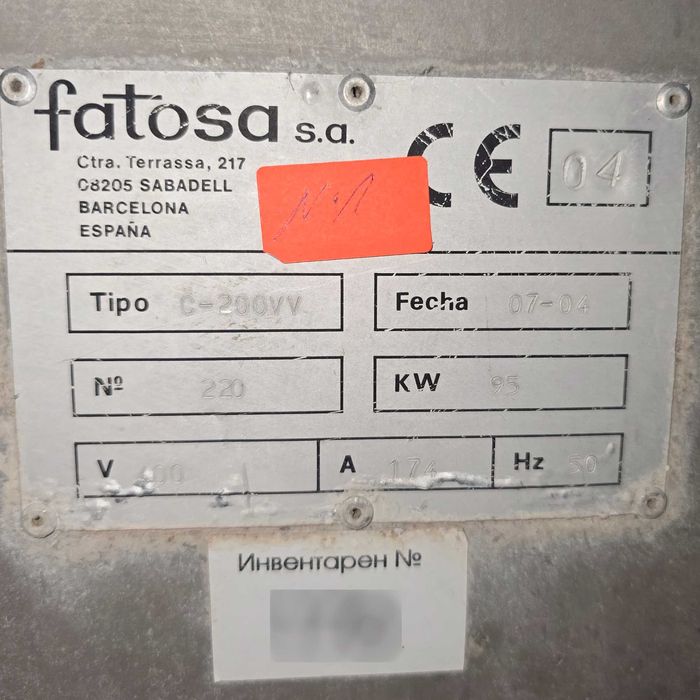 fatosa s.a.
Ctra. Terrassa, 217
08205 SABADELL
BARCELONA
ESPAÑA
CE 04
Tipo C-200VV
Fecha 07-04
Nº 220
KW 95
V 400
A 174
Hz 50
Инвентарен №